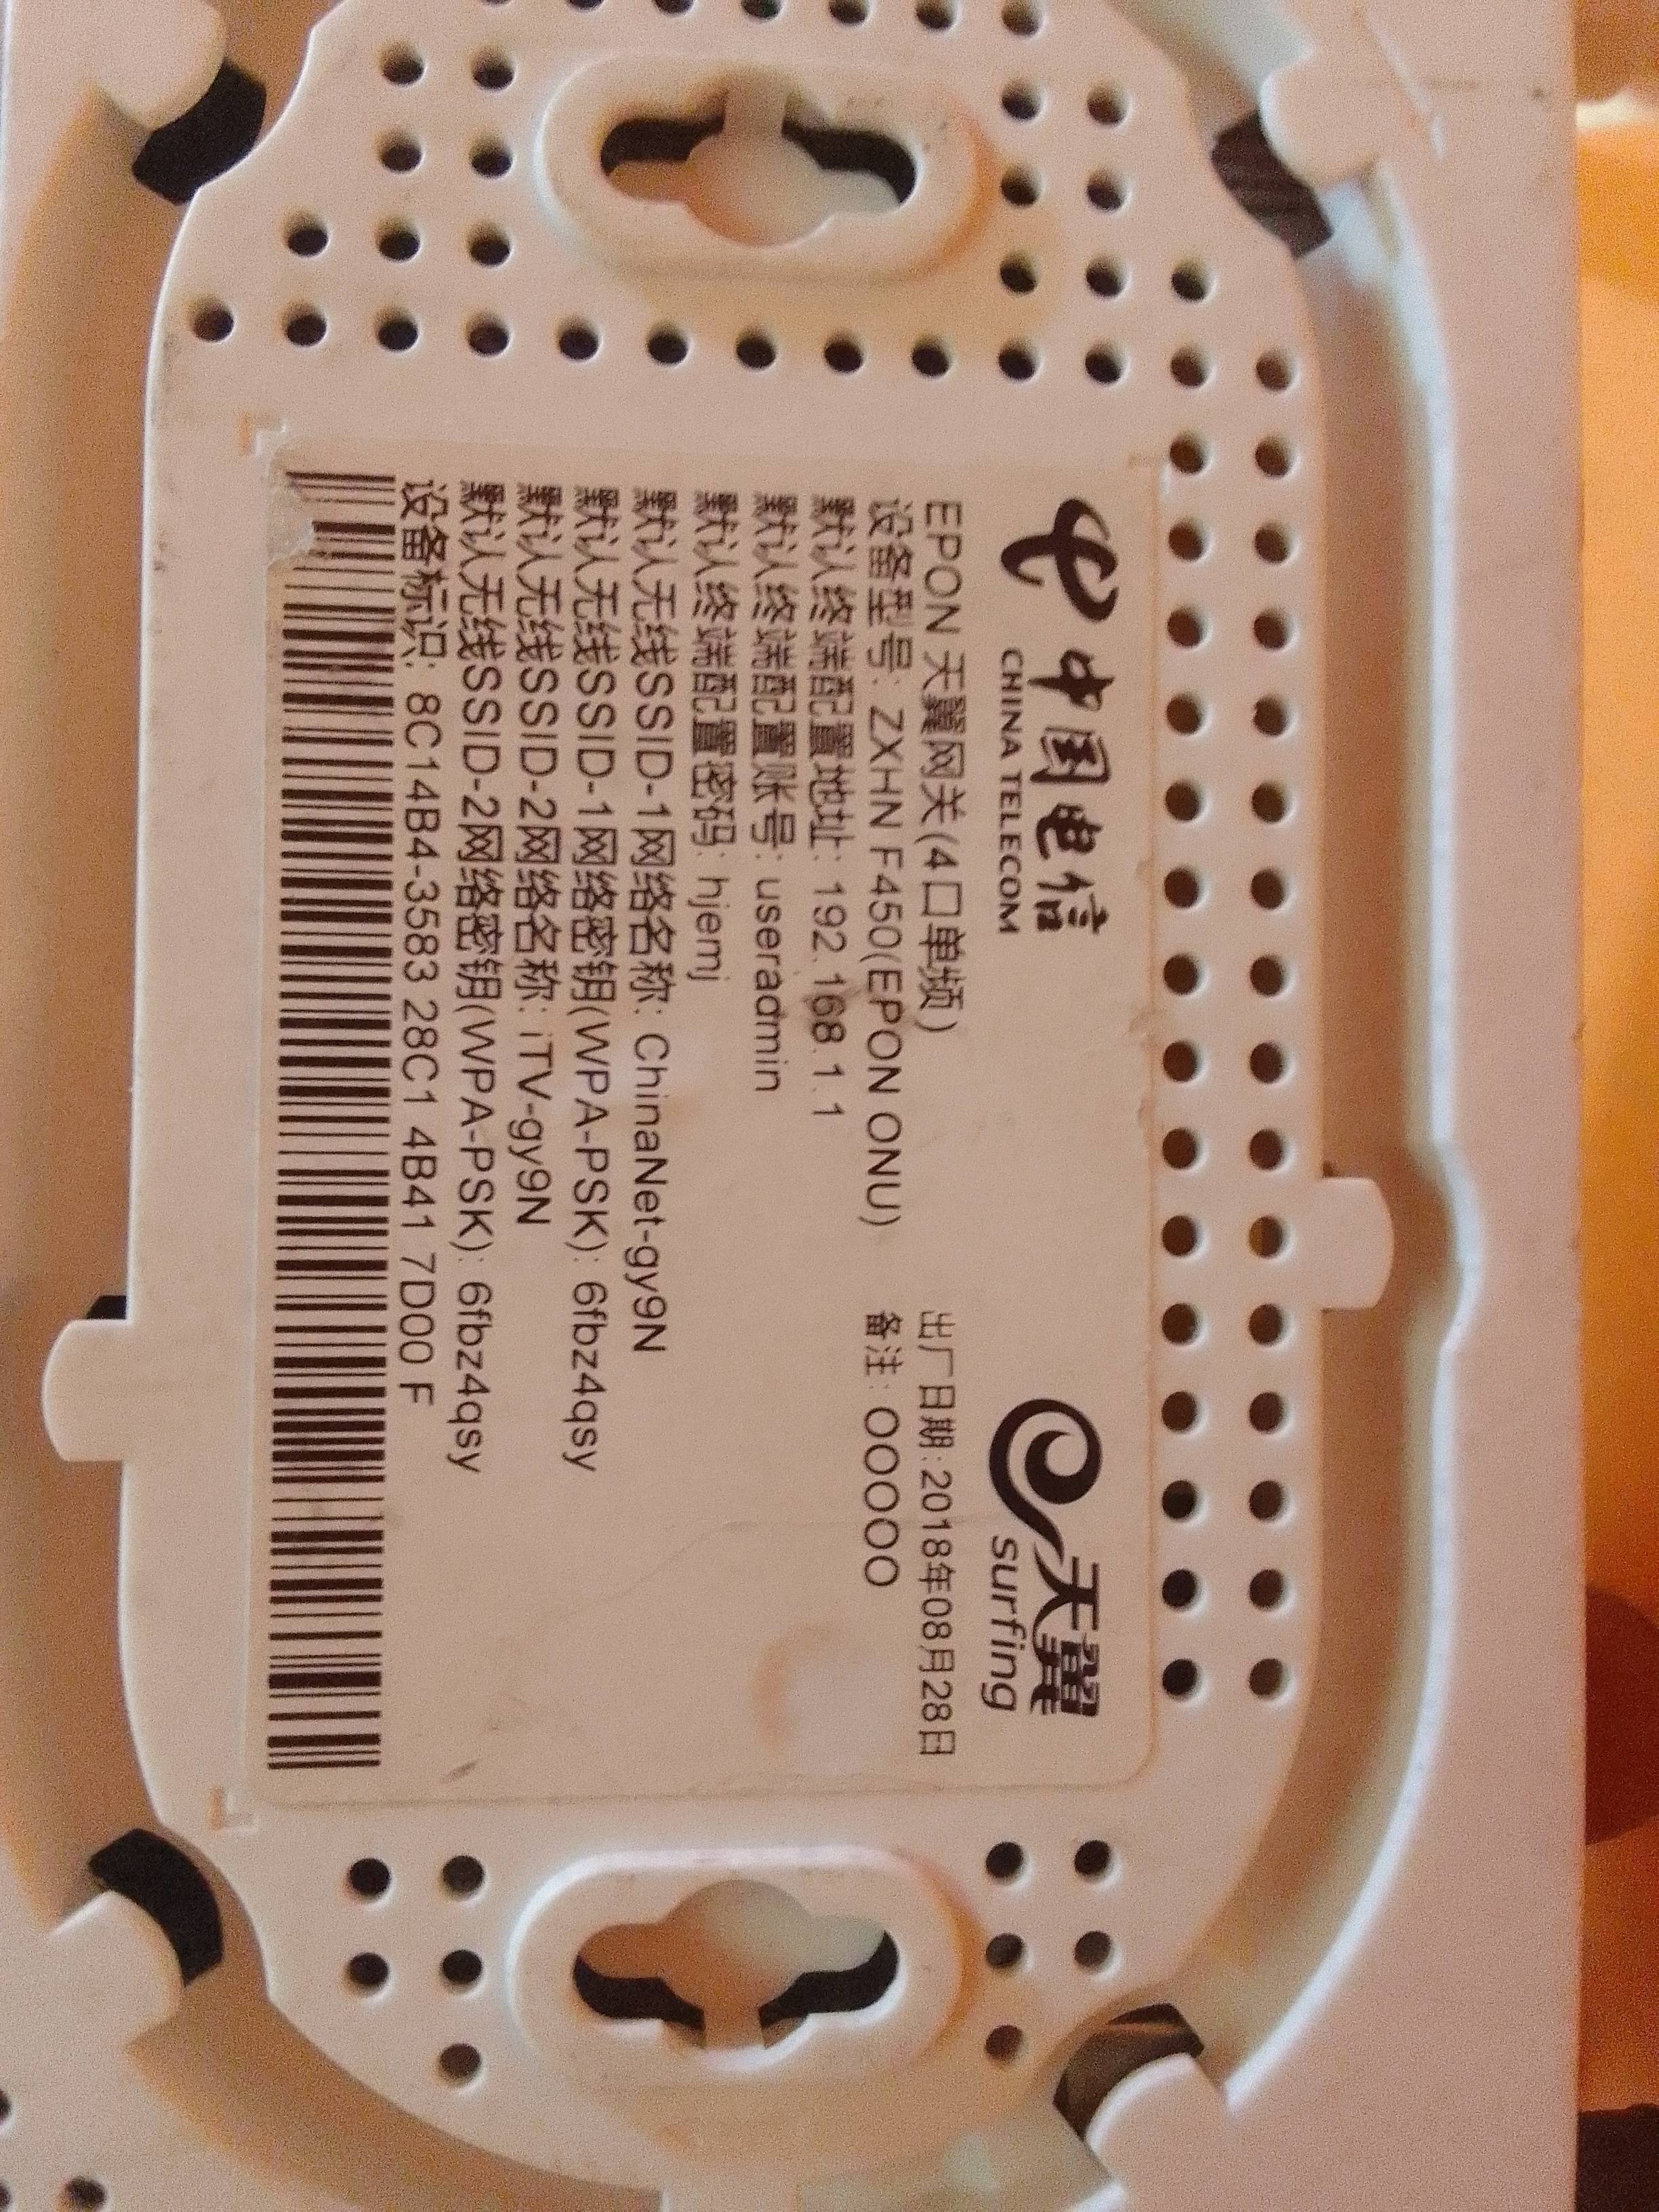 中国电信
CHINA TELECOM
天翼
surfing
EPON 天翼网关(4口单频)
出厂日期: 2018年08月28日
设备型号: ZXHN F450(EPON ONU)
备注: 00000
默认终端配置地址: 192.168.1.1
默认终端配置账号: useradmin
默认终端配置密码: hjemj
默认无线SSID-1网络名称: ChinaNet-gy9N
默认无线SSID-1网络密钥(WPA-PSK): 6fbz4qsy
默认无线SSID-2网络名称: iTV-gy9N
默认无线SSID-2网络密钥(WPA-PSK): 6fbz4qsy
设备标识: 8C14B4-3583 28C1 4B41 7D00 F